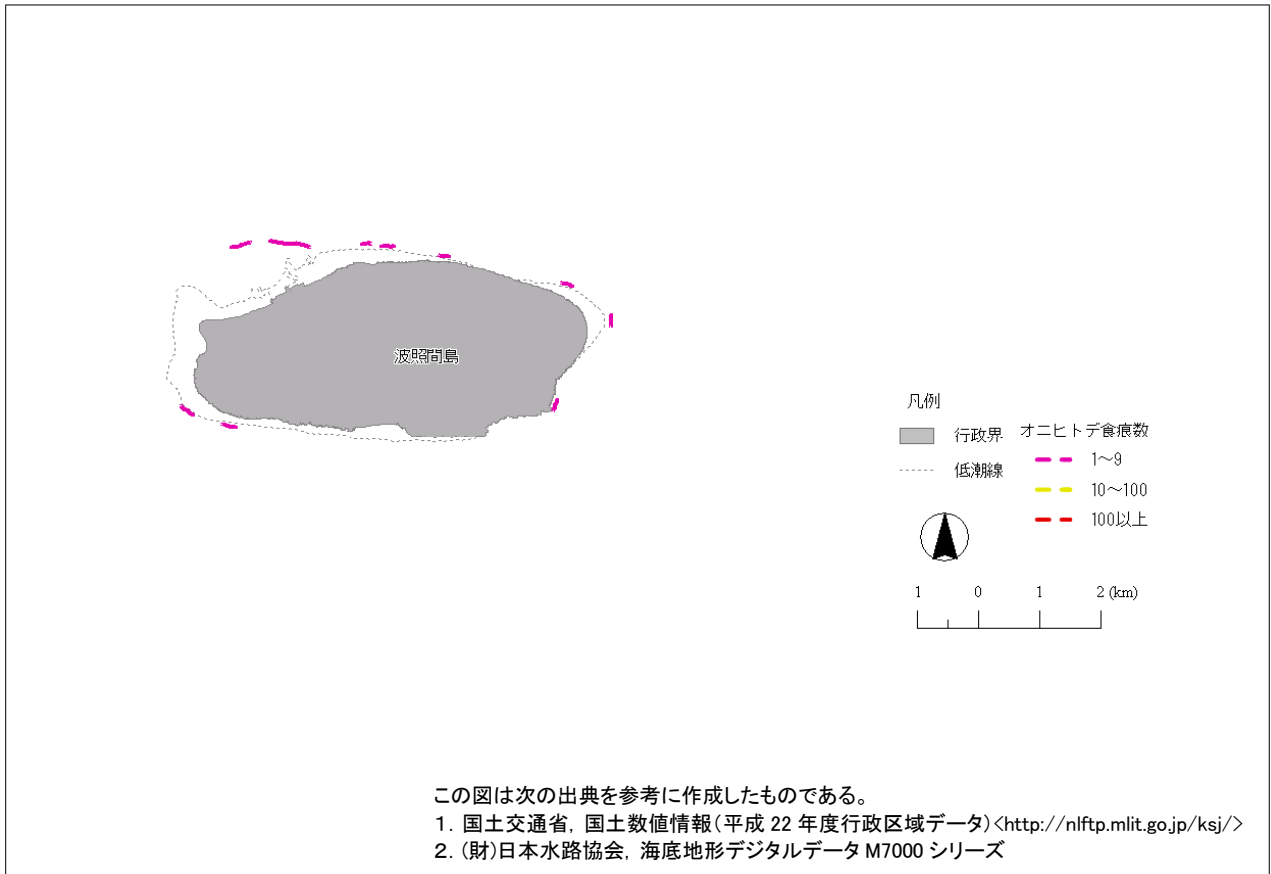 波照間島
凡例
行政界
低潮線
オニヒトデ食痕数
1～9
10～100
100以上
1 0 1 2 (km)
この図は次の出典を参考に作成したものである。
1. 国土交通省, 国土数値情報(平成 22 年度行政区域データ)<http://nlftp.mlit.go.jp/ksj/>
2. (財)日本水路協会, 海底地形デジタルデータ M7000 シリーズ